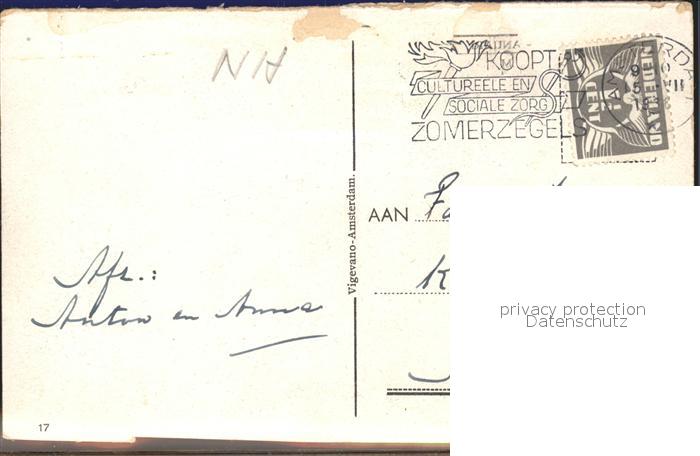 NH
KOOPT
CULTUREELE EN
SOCIALE ZORG
ZOMERZEGELS
NEDERLAND
CENT
Vigevano-Amsterdam.
AAN
Afz.:
Anton en Anna
17
privacy protection
Datenschutz